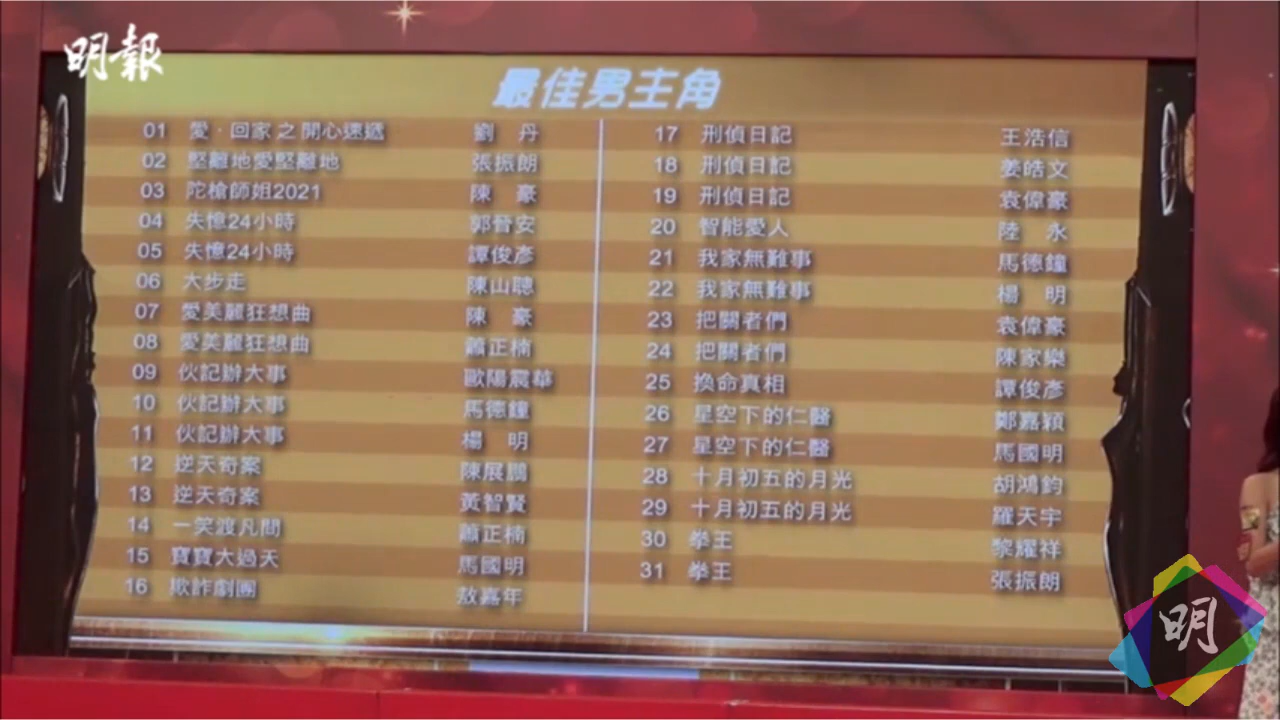 明報
最佳男主角
01 愛·回家之開心速遞 劉丹
02 堅離地愛堅離地 張振朗
03 陀槍師姐2021 陳豪
04 失憶24小時 郭晉安
05 失憶24小時 譚俊彥
06 大步走 陳山聰
07 愛美麗狂想曲 陳豪
08 愛美麗狂想曲 蕭正楠
09 伙記辦大事 歐陽震華
10 伙記辦大事 馬德鐘
11 伙記辦大事 楊明
12 逆天奇案 陳展鵬
13 逆天奇案 黃智賢
14 一笑渡凡間 蕭正楠
15 寶寶大過天 馬國明
16 欺詐劇團 敖嘉年
17 刑偵日記 王浩信
18 刑偵日記 姜皓文
19 刑偵日記 袁偉豪
20 智能愛人 陸永
21 我家無難事 馬德鐘
22 我家無難事 楊明
23 把關者們 袁偉豪
24 把關者們 陳家樂
25 換命真相 譚俊彥
26 星空下的仁醫 鄭嘉穎
27 星空下的仁醫 馬國明
28 十月初五的月光 胡鴻鈞
29 十月初五的月光 羅天宇
30 拳王 黎耀祥
31 拳王 張振朗
明